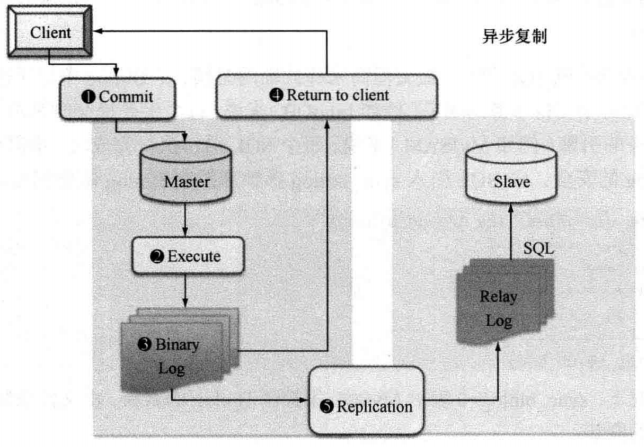 Client
异步复制
❶ Commit
❹ Return to client
Master
Slave
❷ Execute
SQL
❸ Binary
Log
Relay
Log
❺ Replication